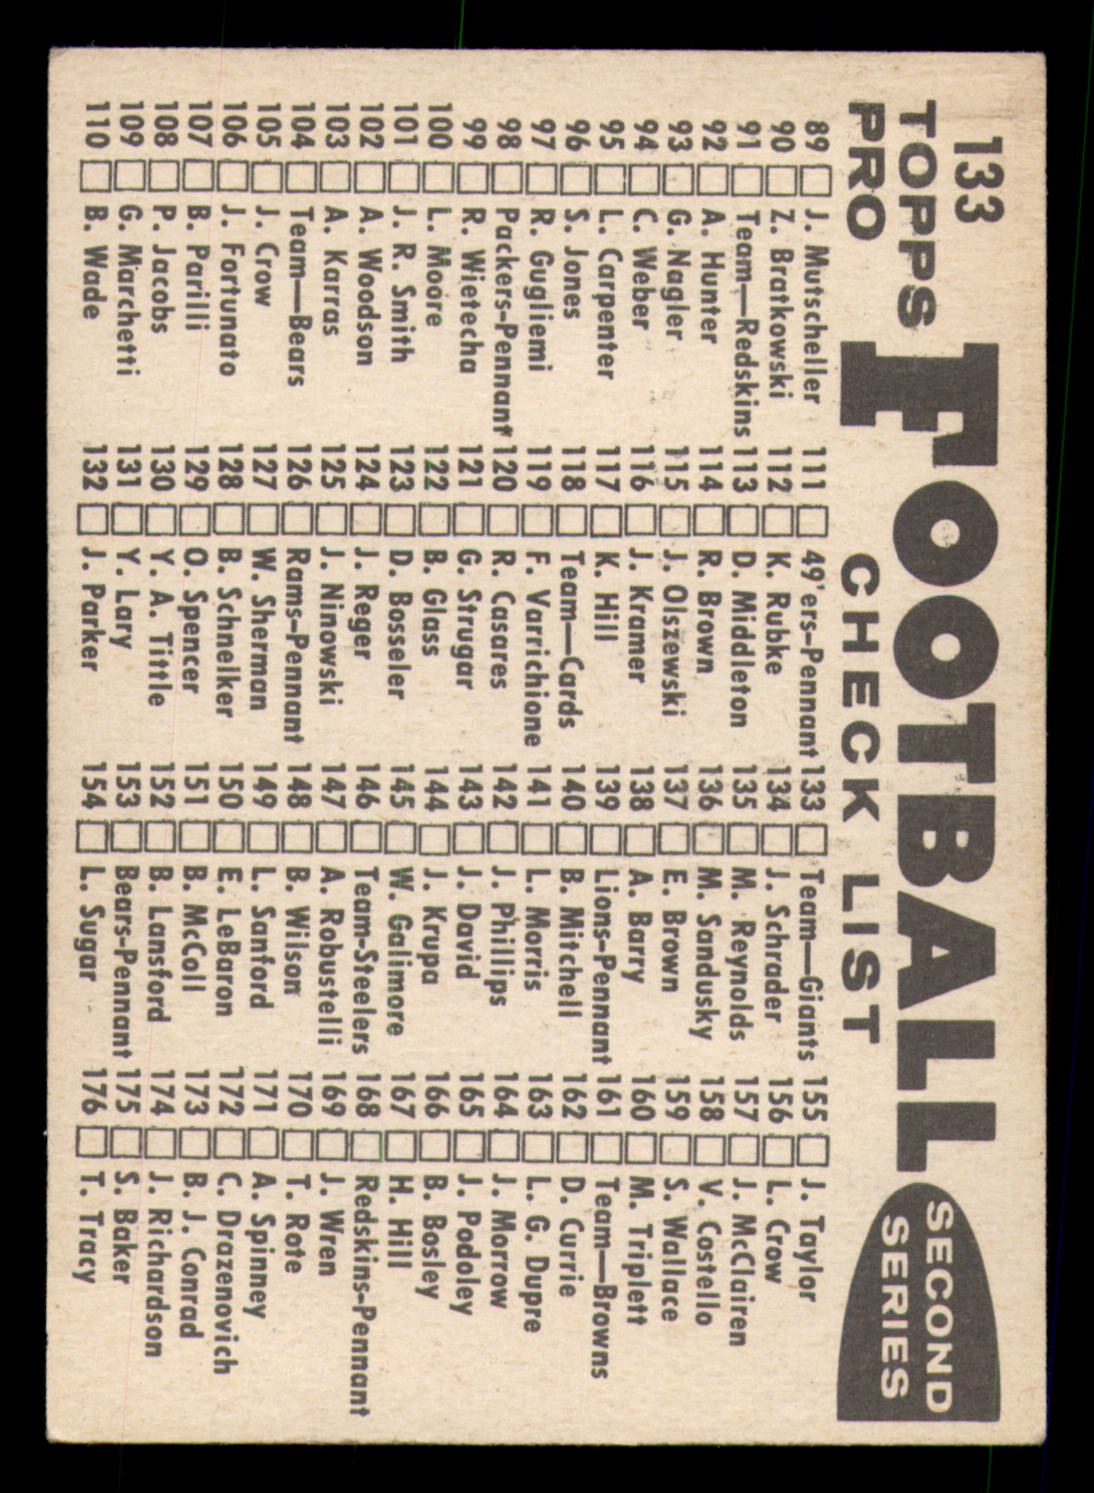 133
TOPPS FOOTBALL SECOND
PRO CHECK LIST SERIES
89 J. Mutscheller
90 Z. Bratkowski
91 Team—Redskins
92 A. Hunter
93 G. Nagler
94 C. Weber
95 L. Carpenter
96 S. Jones
97 R. Gugliemi
98 Packers-Pennant
99 R. Wietecha
100 L. Moore
101 J. R. Smith
102 A. Woodson
103 A. Karras
104 Team—Bears
105 J. Crow
106 J. Fortunato
107 B. Parilli
108 P. Jacobs
109 G. Marchetti
110 B. Wade
111 49'ers-Pennant
112 K. Rubke
113 D. Middleton
114 R. Brown
115 J. Olszewski
116 J. Kramer
117 K. Hill
118 Team—Cards
119 F. Varrichione
120 R. Casares
121 G. Strugar
122 B. Glass
123 D. Bosseler
124 J. Reger
125 J. Ninowski
126 Rams-Pennant
127 W. Sherman
128 B. Schnelker
129 O. Spencer
130 Y. A. Tittle
131 Y. Lary
132 J. Parker
133 Team—Giants
134 J. Schrader
135 M. Reynolds
136 M. Sandusky
137 E. Brown
138 A. Barry
139 Lions-Pennant
140 B. Mitchell
141 L. Morris
142 J. Phillips
143 J. David
144 J. Krupa
145 W. Galimore
146 Team-Steelers
147 A. Robustelli
148 B. Wilson
149 L. Sanford
150 E. LeBaron
151 B. McColl
152 B. Lansford
153 Bears-Pennant
154 L. Sugar
155 J. Taylor
156 L. Crow
157 J. McClairen
158 V. Costello
159 S. Wallace
160 M. Triplett
161 Team—Browns
162 D. Currie
163 L. G. Dupre
164 J. Morrow
165 J. Podoley
166 B. Bosley
167 H. Hill
168 Redskins-Pennant
169 J. Wren
170 T. Rote
171 A. Spinney
172 C. Drazenovich
173 B. J. Conrad
174 J. Richardson
175 S. Baker
176 T. Tracy